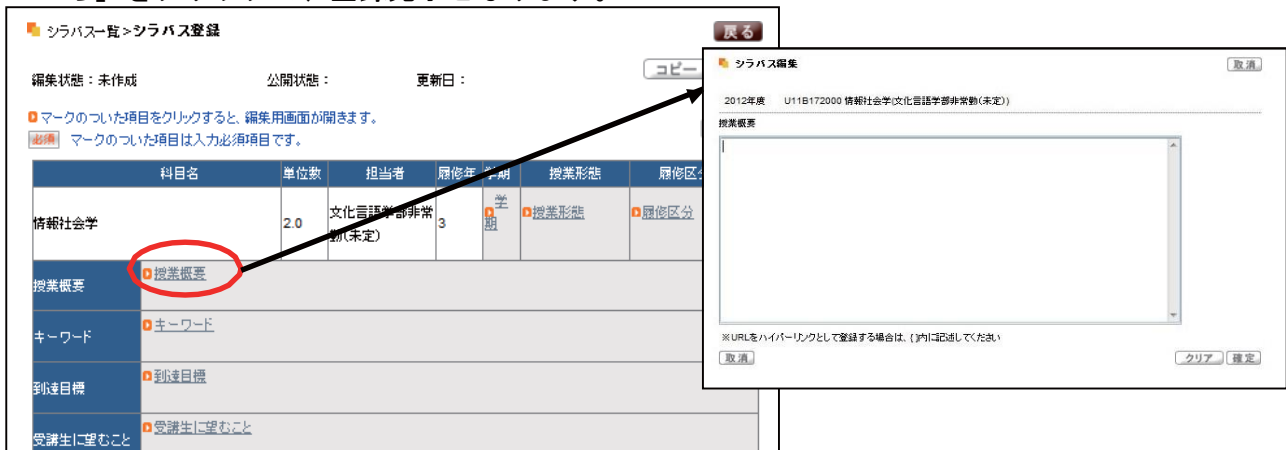 シラバス一覧>シラバス登録
戻る
編集状態：未作成 公開状態： 更新日：
コピー
マークのついた項目をクリックすると、編集用画面が開きます。
必須 マークのついた項目は入力必須項目です。
科目名 単位数 担当者 履修年 学期 授業形態 履修区
情報社会学 2.0 文化言語学部非常勤(未定) 3 学期 授業形態 履修区分
授業概要 授業概要
キーワード キーワード
到達目標 到達目標
受講生に望むこと 受講生に望むこと
シラバス編集 取消
2012年度 U11B172000 情報社会学(文化言語学部非常勤(未定))
授業概要
※URLをハイパーリンクとして登録する場合は、( )内に記述してください
取消 クリア 確定